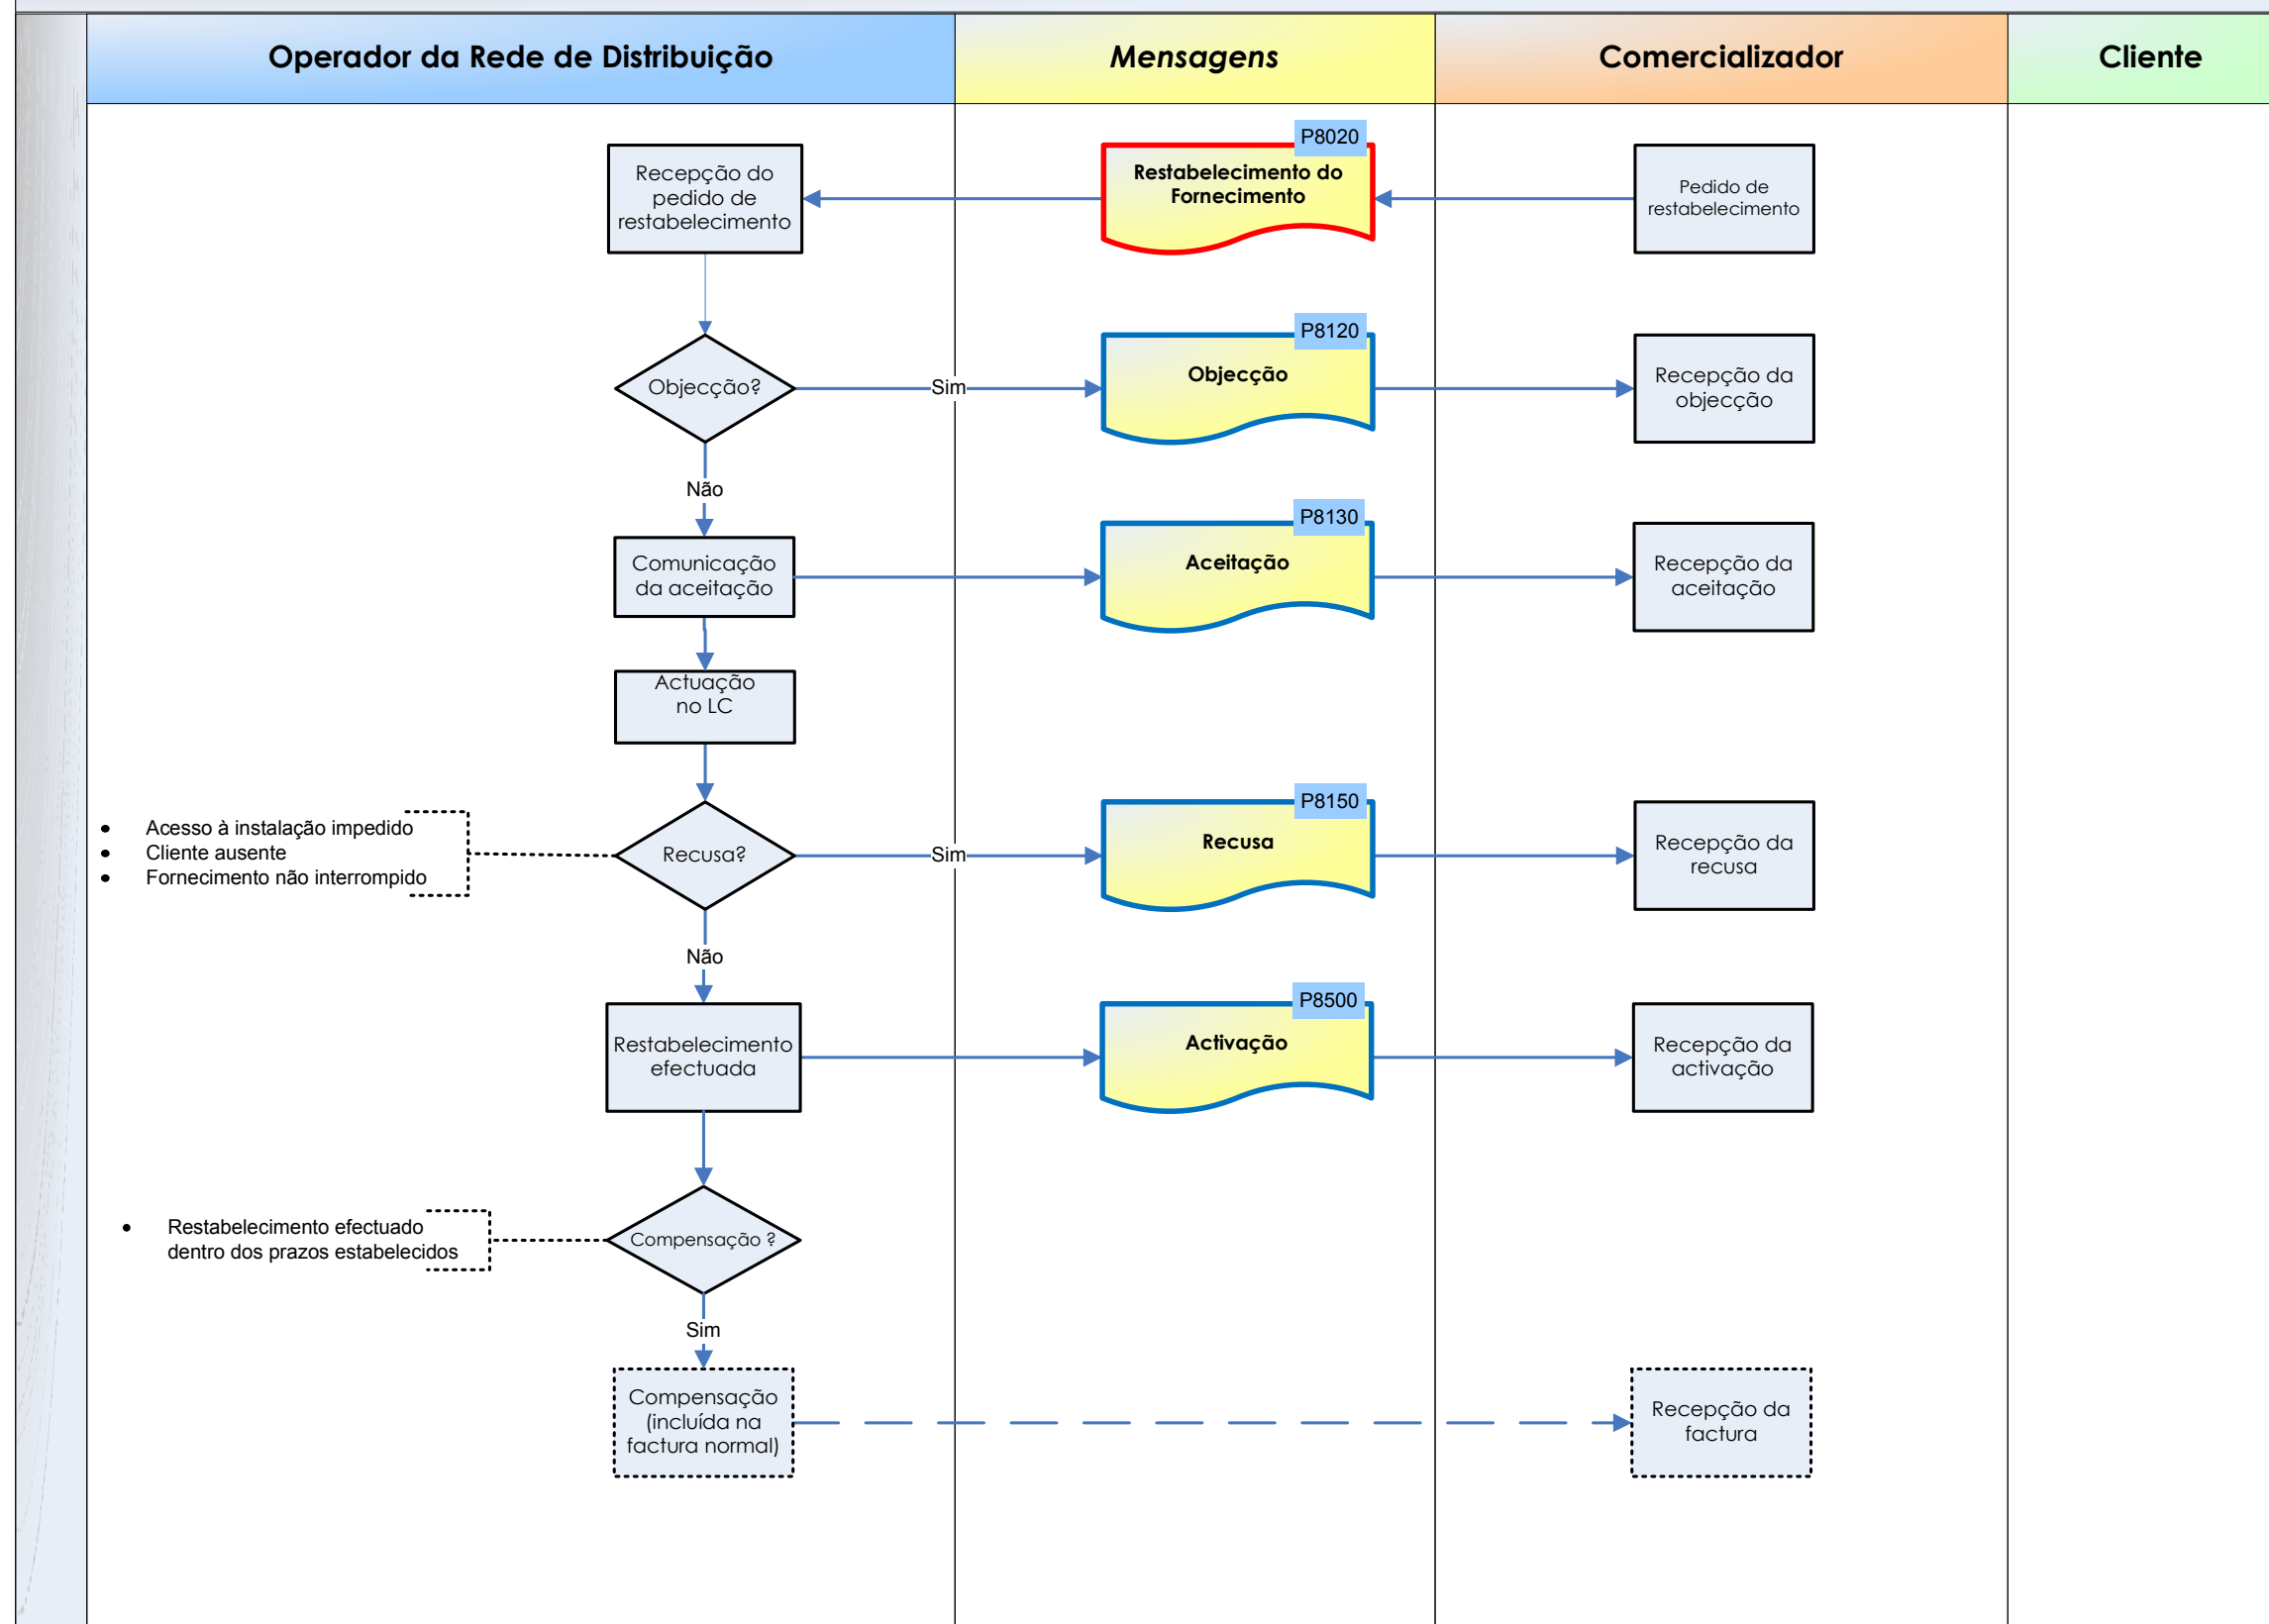 Operador da Rede de Distribuição
Mensagens
Comercializador
Cliente
Recepção do
pedido de
restabelecimento
P8020
Restabelecimento do
Fornecimento
Pedido de
restabelecimento
Objecção?
Sim
P8120
Objecção
Recepção da
objecção
Não
Comunicação
da aceitação
P8130
Aceitação
Recepção da
aceitação
Actuação
no LC
• Acesso à instalação impedido
• Cliente ausente
• Fornecimento não interrompido
Recusa?
Sim
P8150
Recusa
Recepção da
recusa
Não
Restabelecimento
efectuada
P8500
Activação
Recepção da
activação
• Restabelecimento efectuado
dentro dos prazos estabelecidos
Compensação ?
Sim
Compensação
(incluída na
factura normal)
Recepção da
factura